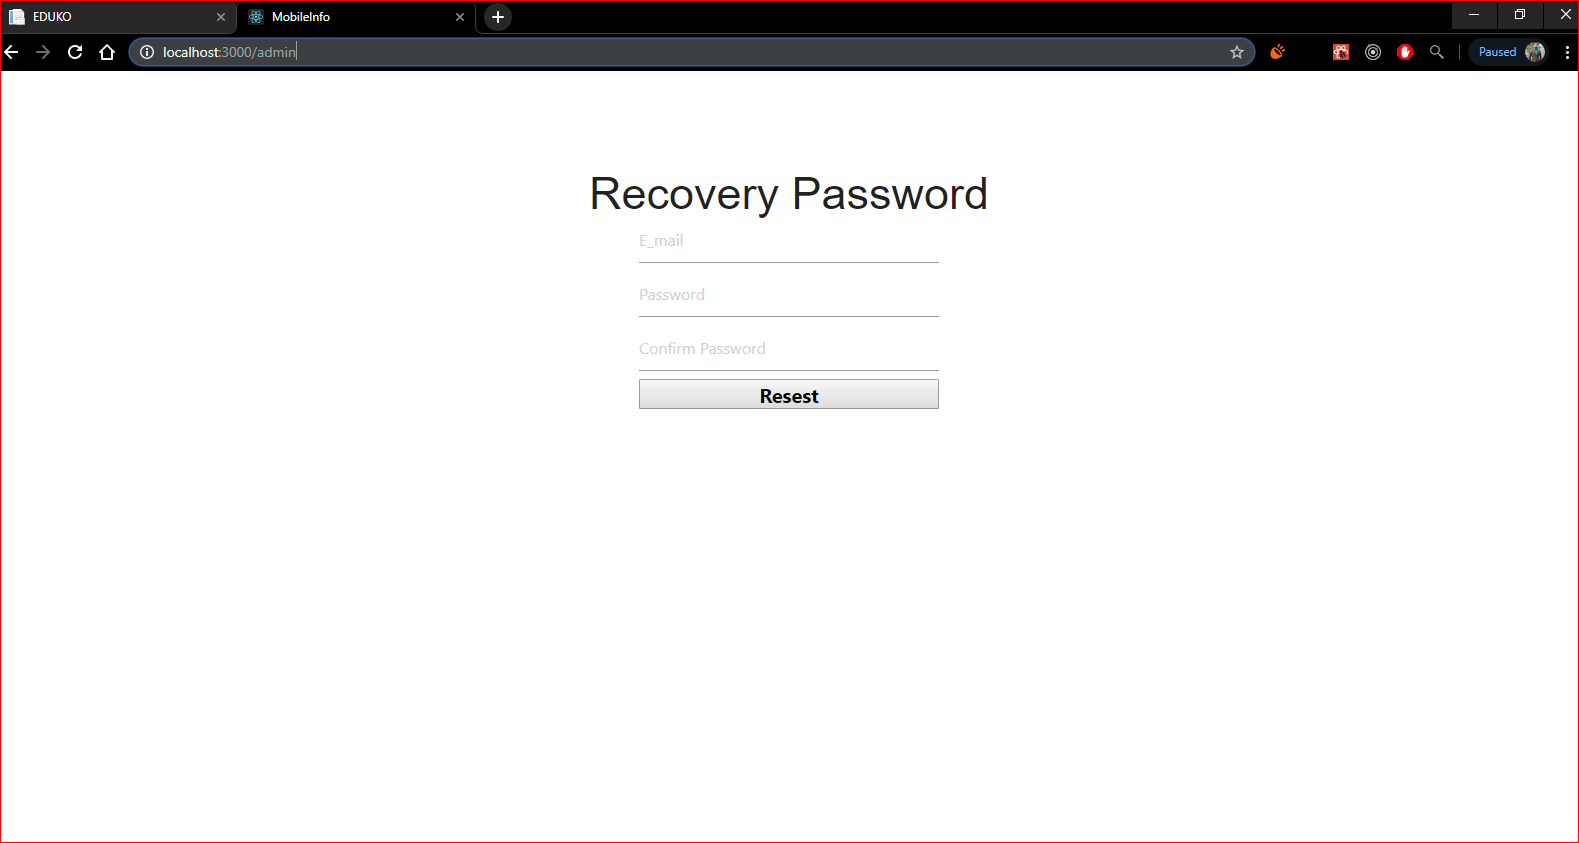 EDUKO
MobileInfo
localhost:3000/admin
Paused
Recovery Password
E_mail
Password
Confirm Password
Resest